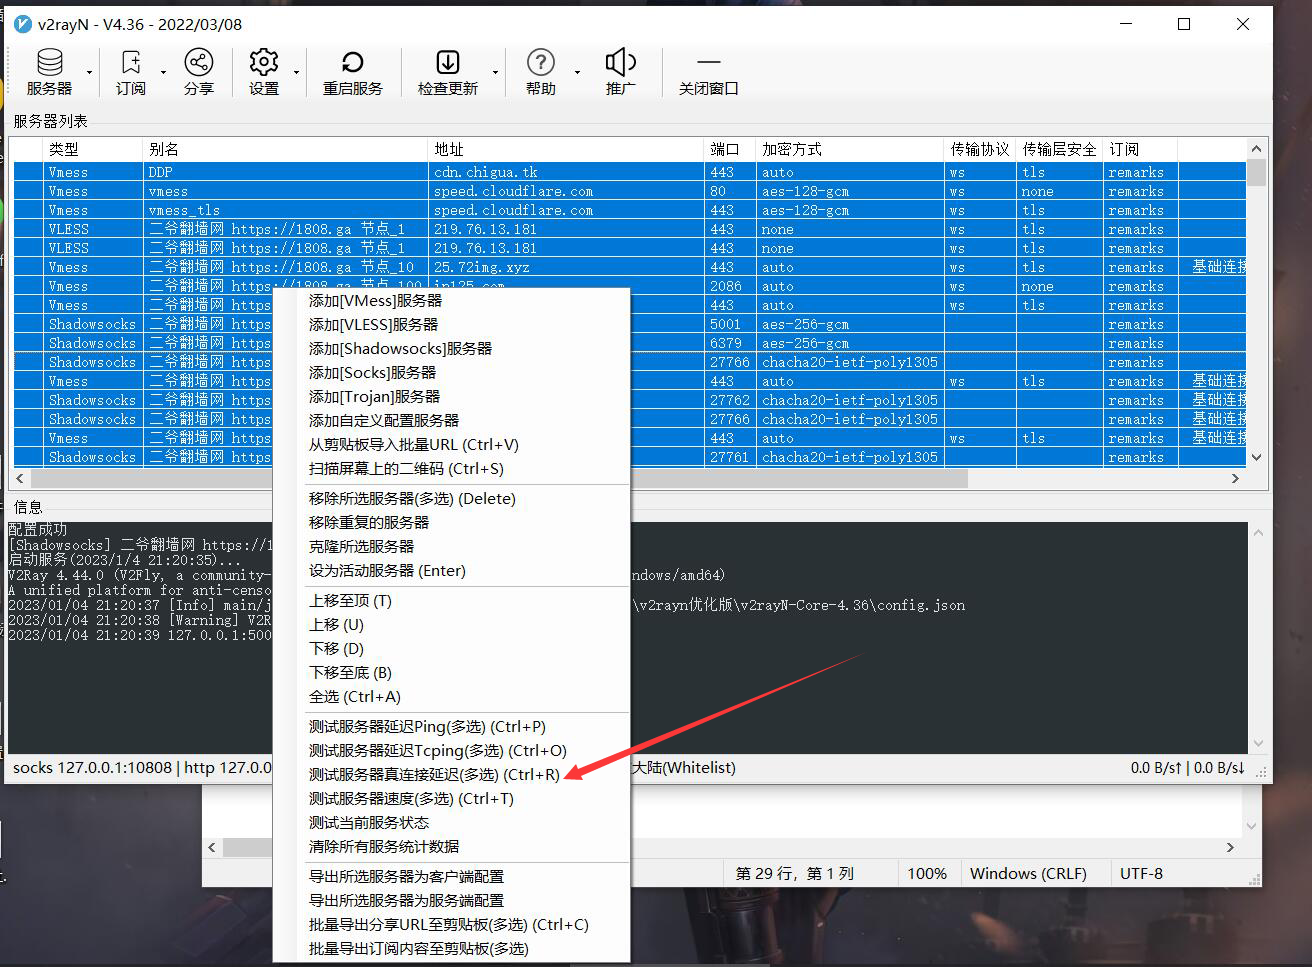 v2rayN - V4.36 - 2022/03/08
服务器 订阅 分享 设置 重启服务 检查更新 帮助 推广 关闭窗口
服务器列表
类型 别名 地址 端口 加密方式 传输协议 传输层安全 订阅
Vmess DDP cdn.chigua.tk 443 auto ws tls remarks
Vmess vmess speed.cloudflare.com 80 aes-128-gcm ws none remarks
Vmess vmess_tls speed.cloudflare.com 443 aes-128-gcm ws tls remarks
VLESS 二爷翻墙网 https://1808.ga 节点_1 219.76.13.181 443 none ws tls remarks
VLESS 二爷翻墙网 https://1808.ga 节点_1 219.76.13.181 443 none ws tls remarks
Vmess 二爷翻墙网 https://1808.ga 节点_10 25.72img.xyz 443 auto ws tls remarks 基础连接
Vmess 二爷翻墙网 https://1808.ga 节点_100 ip125.com 2086 auto ws none remarks
Vmess 二爷翻墙网 https 443 auto ws tls remarks
Shadowsocks 二爷翻墙网 https 5001 aes-256-gcm remarks
Shadowsocks 二爷翻墙网 https 6379 aes-256-gcm remarks
Shadowsocks 二爷翻墙网 https 27766 chacha20-ietf-poly1305 remarks
Vmess 二爷翻墙网 https 443 auto ws tls remarks 基础连接
Shadowsocks 二爷翻墙网 https 27762 chacha20-ietf-poly1305 remarks 基础连接
Shadowsocks 二爷翻墙网 https 27766 chacha20-ietf-poly1305 remarks 基础连接
Vmess 二爷翻墙网 https 443 auto ws tls remarks 基础连接
Shadowsocks 二爷翻墙网 https 27761 chacha20-ietf-poly1305 remarks
添加[VMess]服务器
添加[VLESS]服务器
添加[Shadowsocks]服务器
添加[Socks]服务器
添加[Trojan]服务器
添加自定义配置服务器
从剪贴板导入批量URL (Ctrl+V)
扫描屏幕上的二维码 (Ctrl+S)
移除所选服务器(多选) (Delete)
移除重复的服务器
克隆所选服务器
设为活动服务器 (Enter)
上移至顶 (T)
上移 (U)
下移 (D)
下移至底 (B)
全选 (Ctrl+A)
测试服务器延迟Ping(多选) (Ctrl+P)
测试服务器延迟Tcping(多选) (Ctrl+O)
测试服务器真连接延迟(多选) (Ctrl+R)
测试服务器速度(多选) (Ctrl+T)
测试当前服务状态
清除所有服务统计数据
导出所选服务器为客户端配置
导出所选服务器为服务端配置
批量导出分享URL至剪贴板(多选) (Ctrl+C)
批量导出订阅内容至剪贴板(多选)
信息
配置成功
[Shadowsocks] 二爷翻墙网 https://1
启动服务(2023/1/4 21:20:35)...
V2Ray 4.44.0 (V2Fly, a community- ndows/amd64)
A unified platform for anti-censo
2023/01/04 21:20:37 [Info] main/j \v2rayn优化版\v2rayN-Core-4.36\config.json
2023/01/04 21:20:38 [Warning] V2R
2023/01/04 21:20:39 127.0.0.1:500
socks 127.0.0.1:10808 | http 127.0.0 大陆(Whitelist) 0.0 B/s↑ | 0.0 B/s↓
第 29 行，第 1 列 100% Windows (CRLF) UTF-8